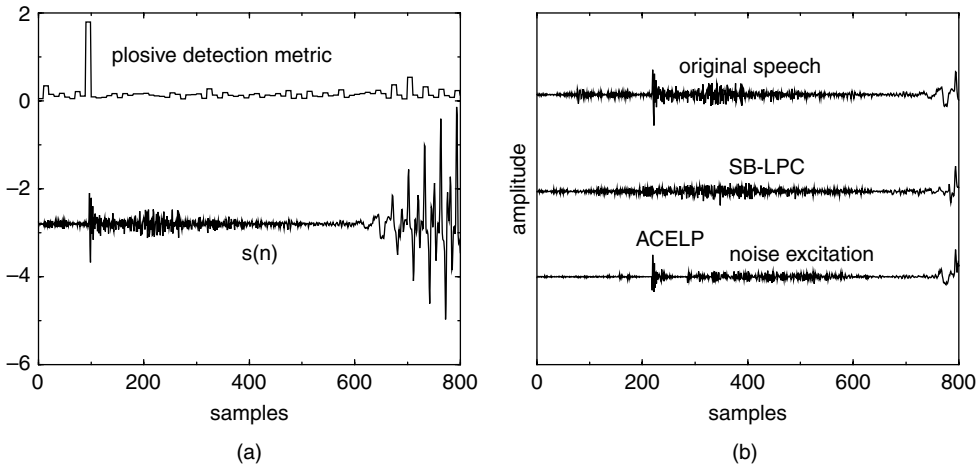 2
0
−2
−4
−6
plosive detection metric
s(n)
0 200 400 600 800
samples
(a)
amplitude
original speech
SB-LPC
ACELP
noise excitation
0 200 400 600 800
samples
(b)